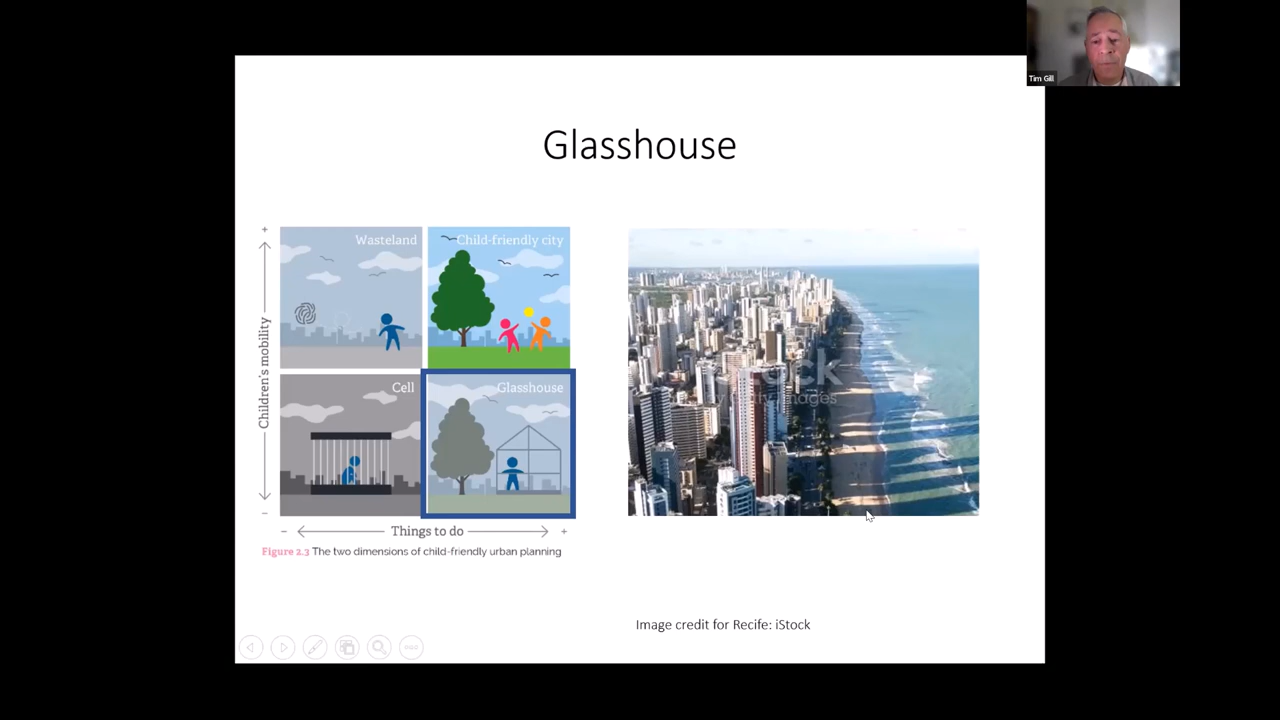 Tim Gill
Glasshouse
+
Wasteland
Child-friendly city
Children's mobility
Cell
Glasshouse
-
- Things to do +
Figure 2.3 The two dimensions of child-friendly urban planning
Image credit for Recife: iStock